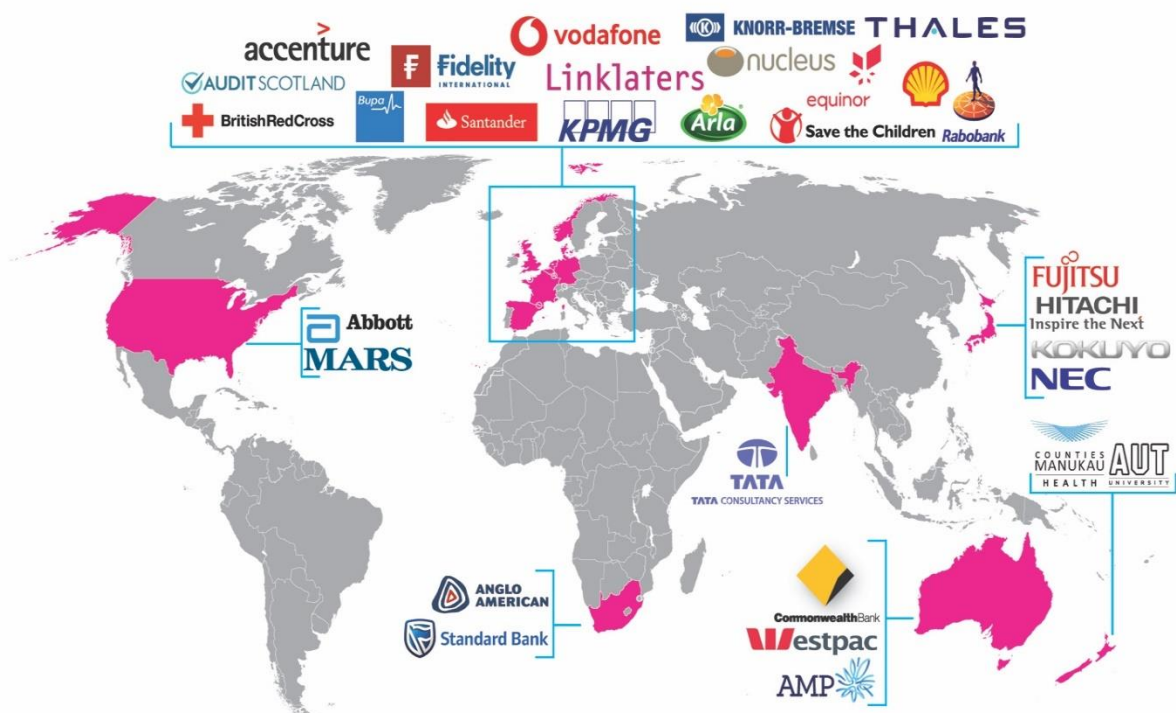 accenture
vodafone
KNORR-BREMSE
THALES
AUDIT SCOTLAND
Fidelity
INTERNATIONAL
Linklaters
nucleus
equinor
BritishRedCross
Bupa
Santander
KPMG
Arla
Save the Children
Rabobank
Abbott
MARS
FUJITSU
HITACHI
Inspire the Next
KOKUYO
NEC
COUNTIES
MANUKAU
HEALTH
AUT
UNIVERSITY
TATA
TATA CONSULTANCY SERVICES
ANGLO
AMERICAN
Standard Bank
CommonwealthBank
Westpac
AMP